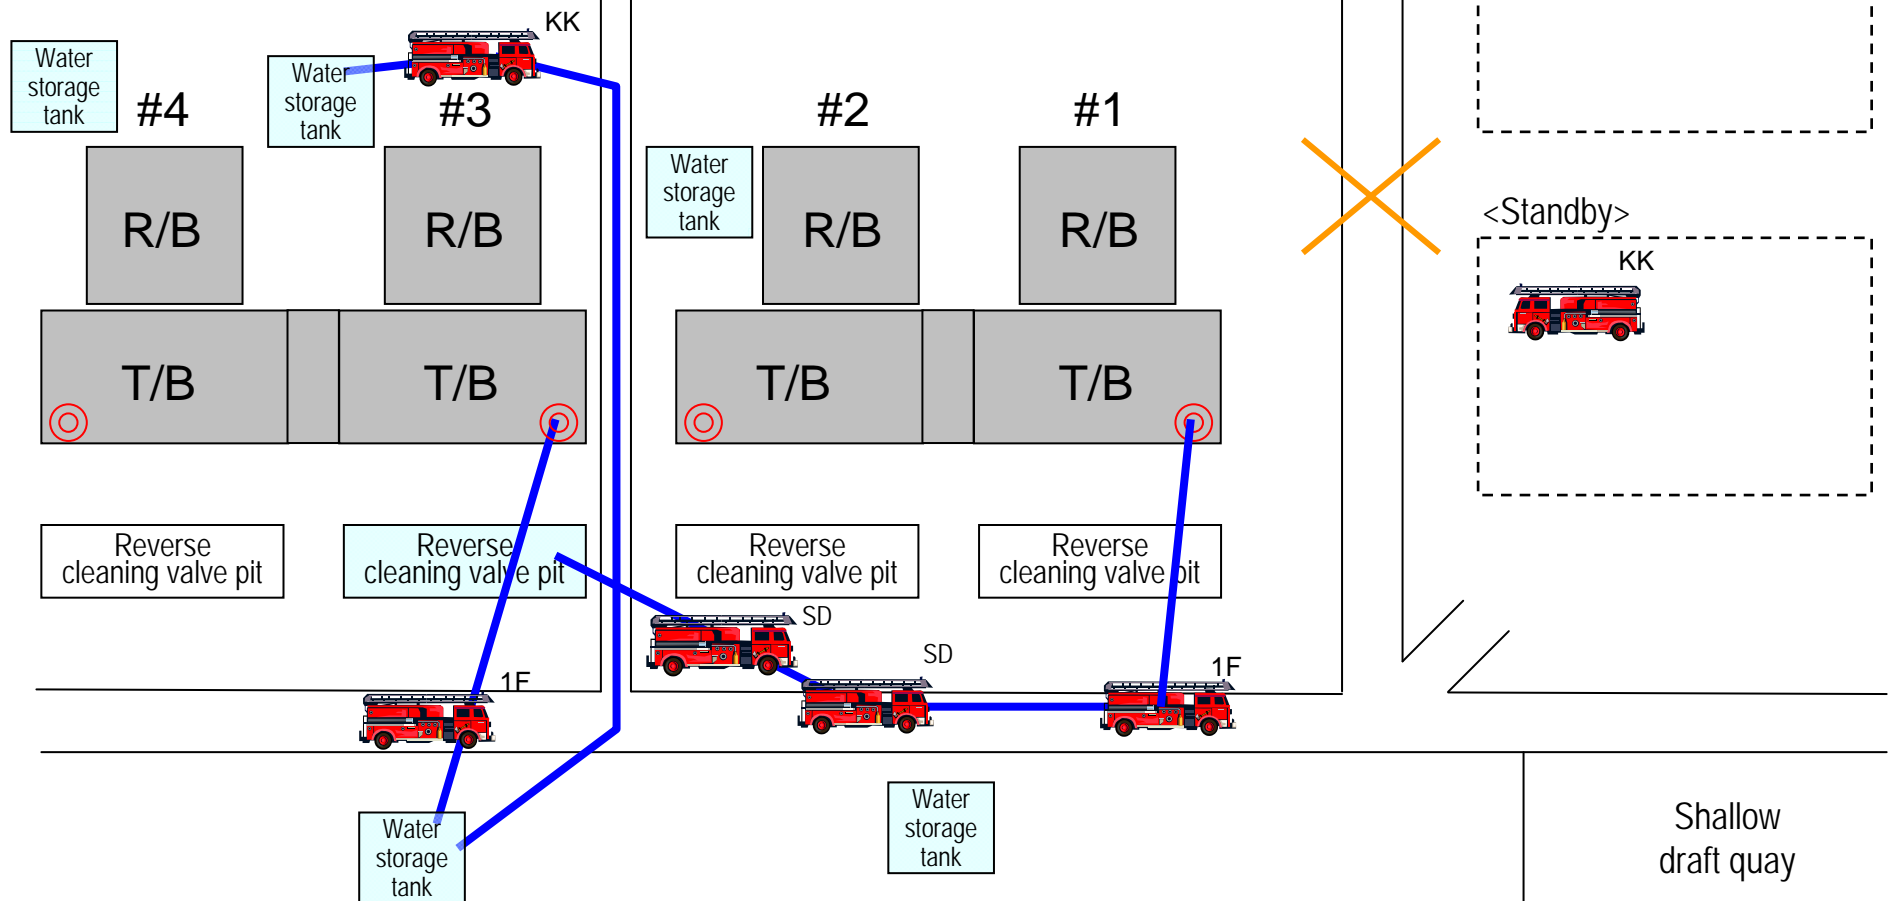 KK
Water
storage
tank
#4
Water
storage
tank
#3
#2
#1
Water
storage
tank
<Standby>
KK
R/B
R/B
R/B
R/B
T/B
T/B
T/B
T/B
Reverse
cleaning valve pit
Reverse
cleaning valve pit
Reverse
cleaning valve pit
Reverse
cleaning valve pit
SD
SD
1F
1F
Water
storage
tank
Water
storage
tank
Shallow
draft quay